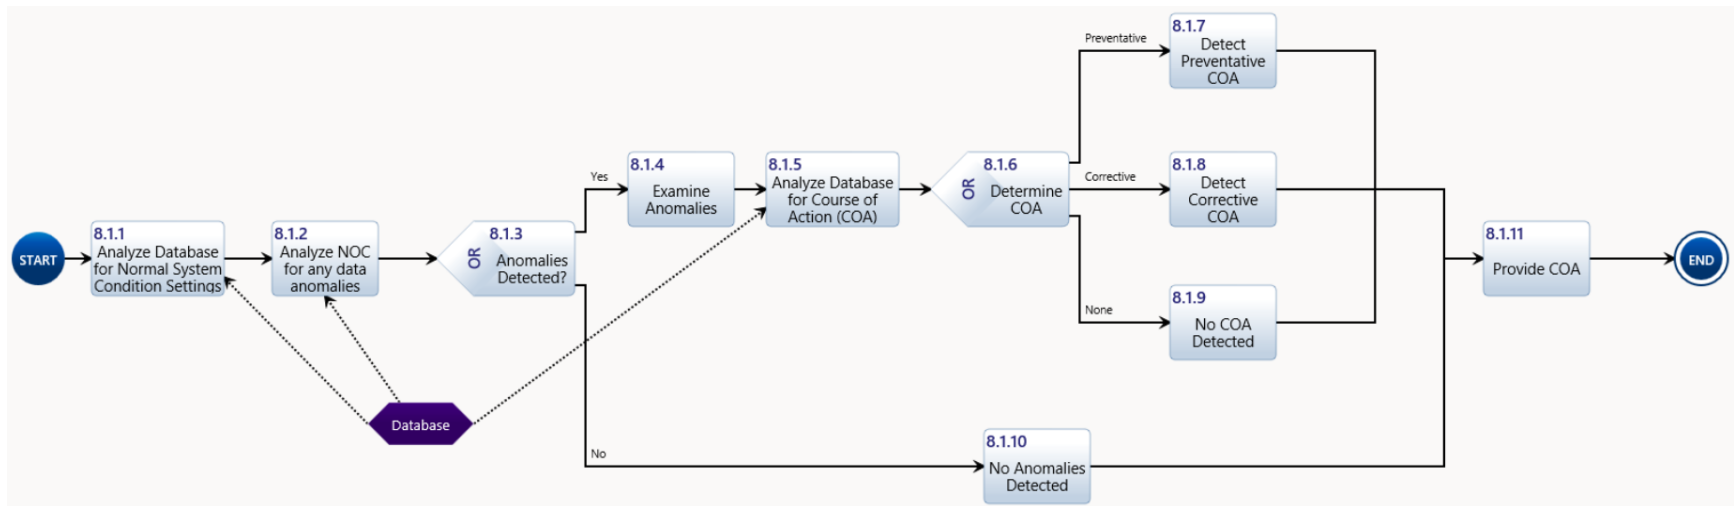 START
8.1.1
Analyze Database
for Normal System
Condition Settings
8.1.2
Analyze NOC
for any data
anomalies
OR
8.1.3
Anomalies
Detected?
Yes
8.1.4
Examine
Anomalies
8.1.5
Analyze Database
for Course of
Action (COA)
OR
8.1.6
Determine
COA
Preventative
8.1.7
Detect
Preventative
COA
Corrective
8.1.8
Detect
Corrective
COA
None
8.1.9
No COA
Detected
No
8.1.10
No Anomalies
Detected
8.1.11
Provide COA
END
Database